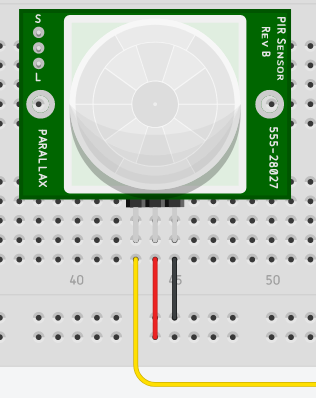 S
L
PIR SENSOR
REV B
PARALLAX
555-28027
40
45
50